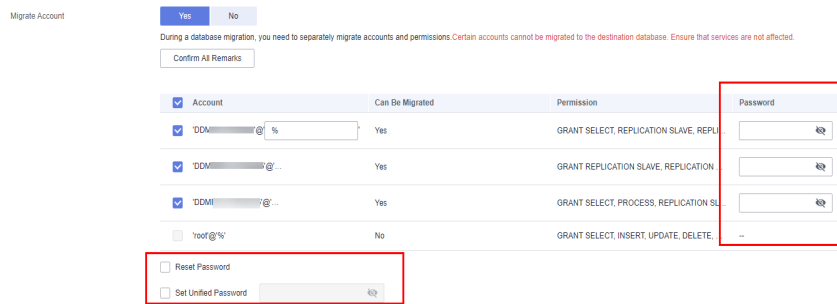 Migrate Account Yes No
During a database migration, you need to separately migrate accounts and permissions.Certain accounts cannot be migrated to the destination database. Ensure that services are not affected.
Confirm All Remarks
Account Can Be Migrated Permission Password
'DDM '@' % ' Yes GRANT SELECT, REPLICATION SLAVE, REPLI...
'DDM '@'... Yes GRANT REPLICATION SLAVE, REPLICATION ...
'DDM '@'... Yes GRANT SELECT, PROCESS, REPLICATION SL...
'root'@'%' No GRANT SELECT, INSERT, UPDATE, DELETE, ... --
Reset Password
Set Unified Password